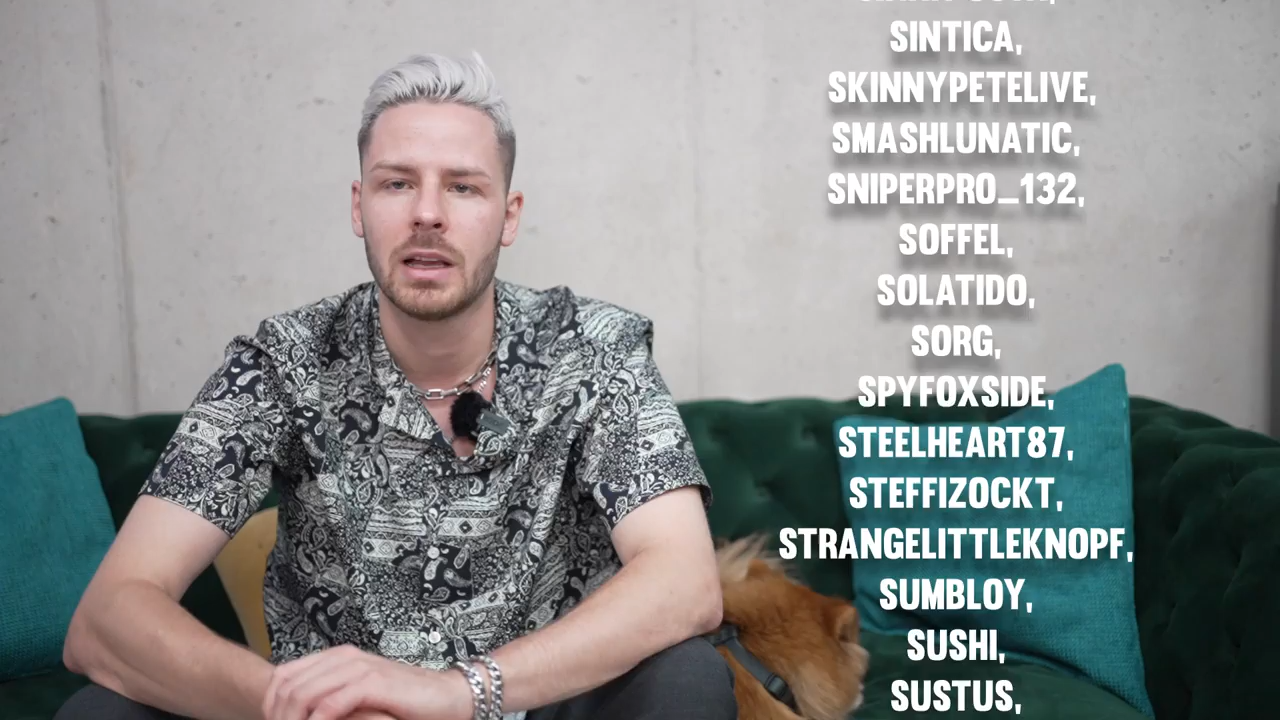 SINTICA,
SKINNYPETELIVE,
SMASHLUNATIC,
SNIPERPRO_132,
SOFFEL,
SOLATIDO,
SORG,
SPYFOXSIDE,
STEELHEART87,
STEFFIZOCKT,
STRANGELITTLEKNOPF,
SUMBLOY,
SUSHI,
SUSTUS,